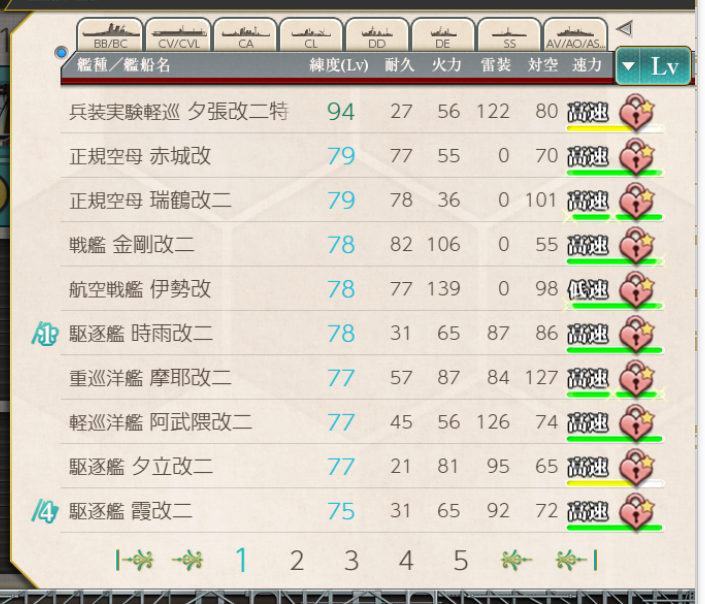 BB/BC CV/CVL CA CL DD DE SS AV/AO/AS...
艦種/艦船名 練度(Lv) 耐久 火力 雷装 対空 速力 ▼ Lv
兵装実験軽巡 夕張改二特 94 27 56 122 80 高速
正規空母 赤城改 79 77 55 0 70 高速
正規空母 瑞鶴改二 79 78 36 0 101 高速
戦艦 金剛改二 78 82 106 0 55 高速
航空戦艦 伊勢改 78 77 139 0 98 低速
/1 駆逐艦 時雨改二 78 31 65 87 86 高速
重巡洋艦 摩耶改二 77 57 87 84 127 高速
軽巡洋艦 阿武隈改二 77 45 56 126 74 高速
駆逐艦 夕立改二 77 21 81 95 65 高速
/4 駆逐艦 霞改二 75 31 65 92 72 高速
1 2 3 4 5